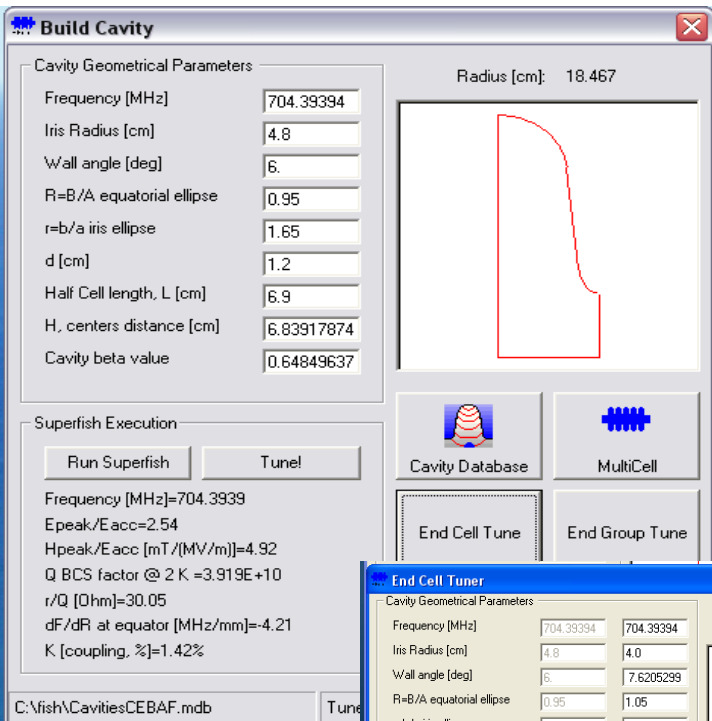 Build Cavity
Cavity Geometrical Parameters
Frequency [MHz] 704.39394
Iris Radius [cm] 4.8
Wall angle [deg] 6.
R=B/A equatorial ellipse 0.95
r=b/a iris ellipse 1.65
d [cm] 1.2
Half Cell length, L [cm] 6.9
H, centers distance [cm] 6.83917874
Cavity beta value 0.64849637
Radius [cm]: 18.467
Superfish Execution
Run Superfish Tune!
Frequency [MHz]=704.3939
Epeak/Eacc=2.54
Hpeak/Eacc [mT/(MV/m)]=4.92
Q BCS factor @ 2 K =3.919E+10
r/Q [Ohm]=30.05
dF/dR at equator [MHz/mm]=-4.21
K [coupling, %]=1.42%
Cavity Database MultiCell
End Cell Tune End Group Tune
C:\fish\CavitiesCEBAF.mdb Tune
End Cell Tuner
Cavity Geometrical Parameters
Frequency [MHz] 704.39394 704.39394
Iris Radius [cm] 4.8 4.0
Wall angle [deg] 6. 7.6205299
R=B/A equatorial ellipse 0.95 1.05